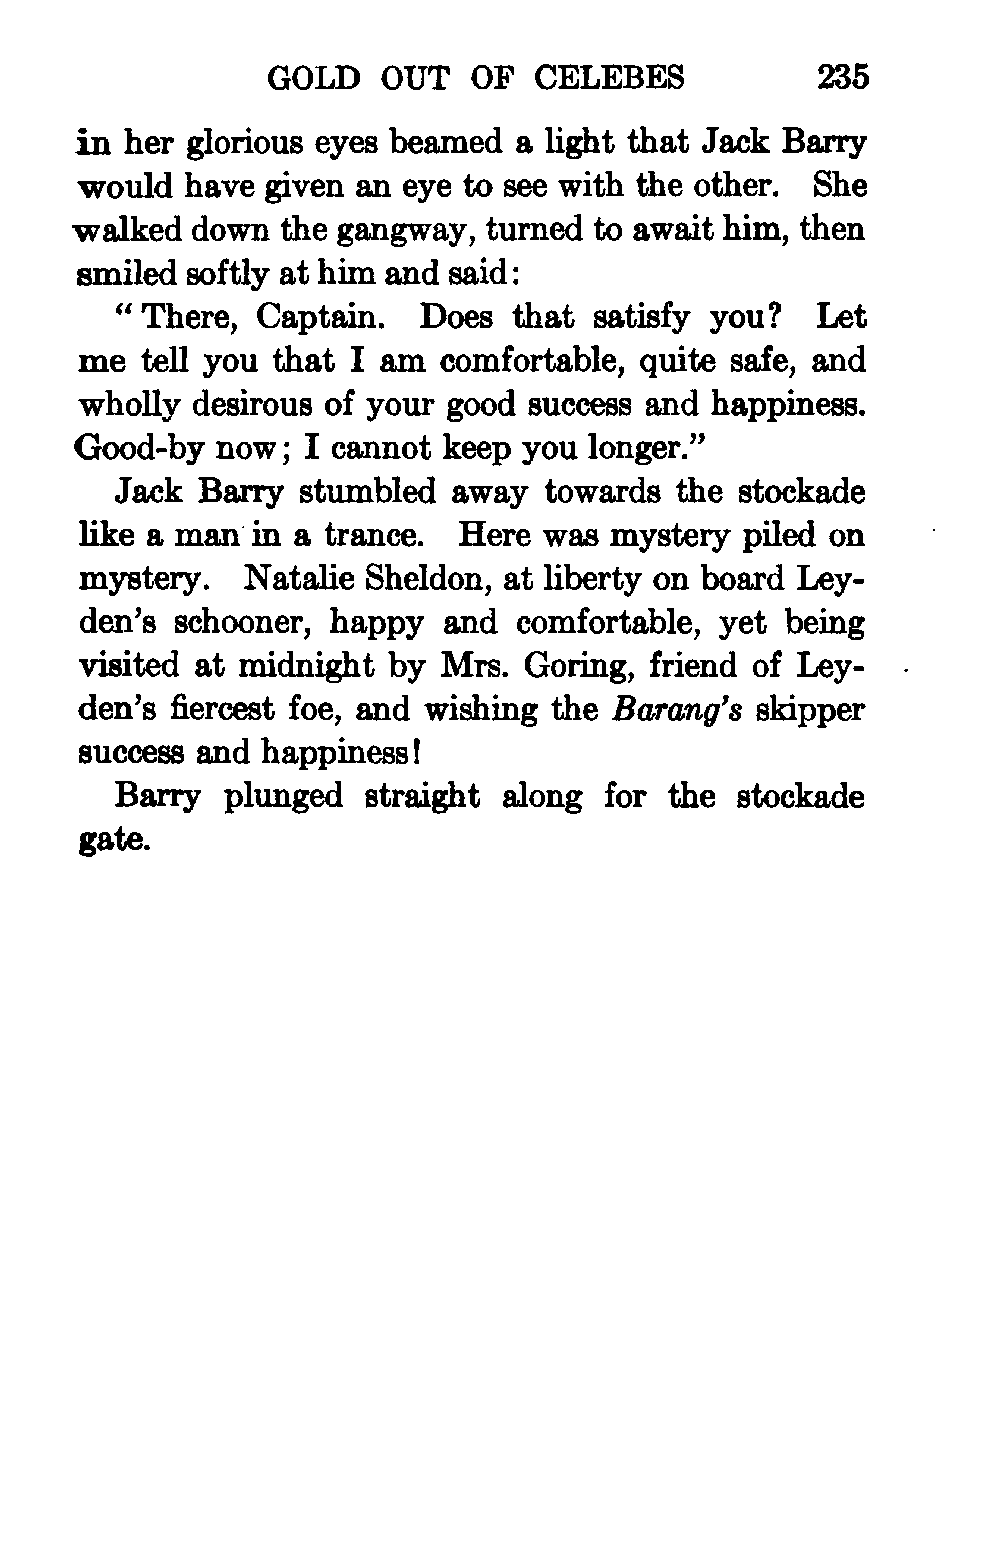 GOLD OUT OF CELEBES 235
in her glorious eyes beamed a light that Jack Barry
would have given an eye to see with the other. She
walked down the gangway, turned to await him, then
smiled softly at him and said:
“There, Captain. Does that satisfy you? Let
me tell you that I am comfortable, quite safe, and
wholly desirous of your good success and happiness.
Good-by now; I cannot keep you longer.”
Jack Barry stumbled away towards the stockade
like a man in a trance. Here was mystery piled on
mystery. Natalie Sheldon, at liberty on board Ley-
den’s schooner, happy and comfortable, yet being
visited at midnight by Mrs. Goring, friend of Ley-
den’s fiercest foe, and wishing the Barang’s skipper
success and happiness!
Barry plunged straight along for the stockade
gate.